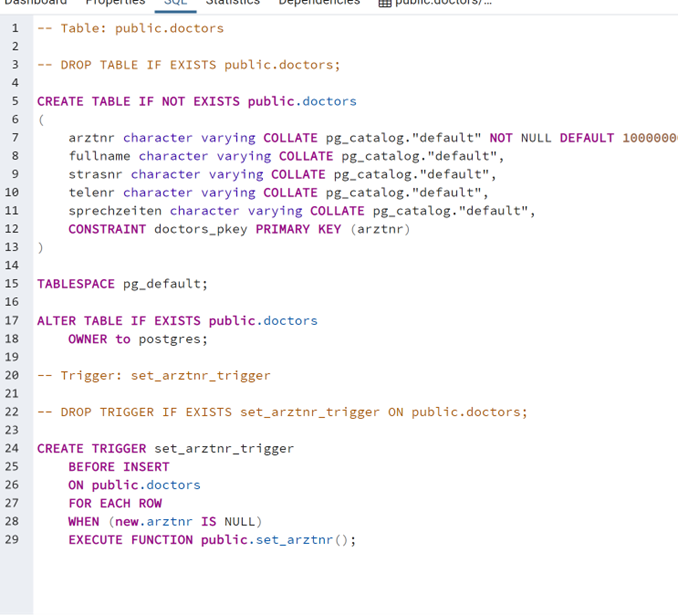 Dashboard Properties SQL Statistics Dependencies public.doctors/...
1 -- Table: public.doctors
2
3 -- DROP TABLE IF EXISTS public.doctors;
4
5 CREATE TABLE IF NOT EXISTS public.doctors
6 (
7     arztnr character varying COLLATE pg_catalog."default" NOT NULL DEFAULT 1000000
8     fullname character varying COLLATE pg_catalog."default",
9     strasnr character varying COLLATE pg_catalog."default",
10     telenr character varying COLLATE pg_catalog."default",
11     sprechzeiten character varying COLLATE pg_catalog."default",
12     CONSTRAINT doctors_pkey PRIMARY KEY (arztnr)
13 )
14
15 TABLESPACE pg_default;
16
17 ALTER TABLE IF EXISTS public.doctors
18     OWNER to postgres;
19
20 -- Trigger: set_arztnr_trigger
21
22 -- DROP TRIGGER IF EXISTS set_arztnr_trigger ON public.doctors;
23
24 CREATE TRIGGER set_arztnr_trigger
25     BEFORE INSERT
26     ON public.doctors
27     FOR EACH ROW
28     WHEN (new.arztnr IS NULL)
29     EXECUTE FUNCTION public.set_arztnr();